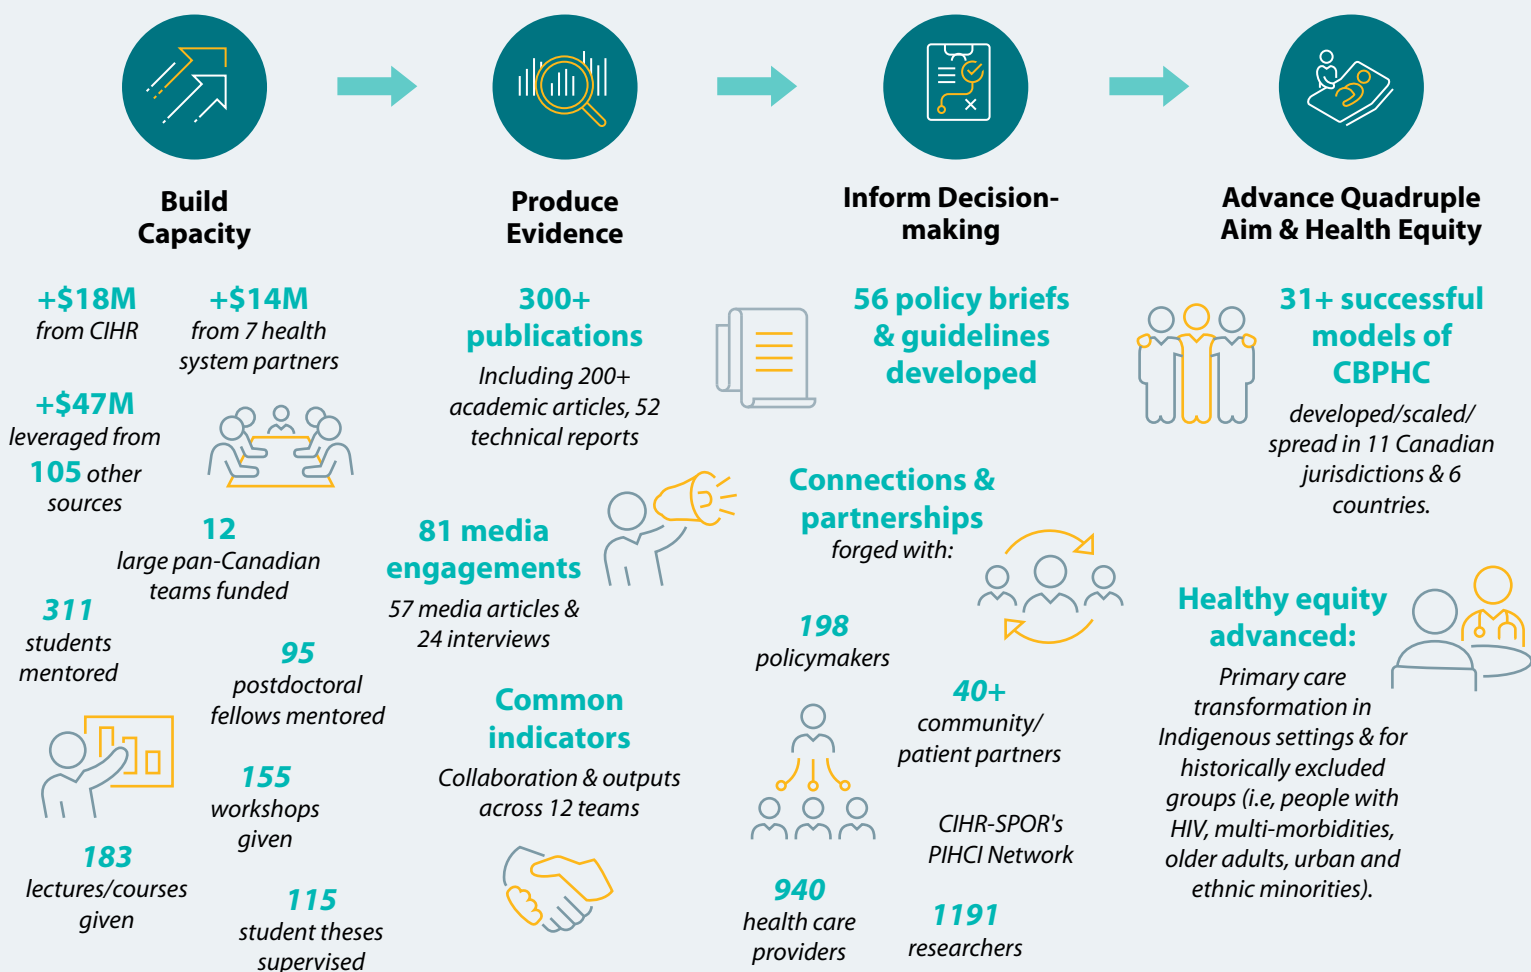 Build
Capacity
+$18M
from CIHR
+$14M
from 7 health
system partners
+$47M
leveraged from
105 other
sources
12
large pan-Canadian
teams funded
311
students
mentored
95
postdoctoral
fellows mentored
155
workshops
given
183
lectures/courses
given
115
student theses
supervised
Produce
Evidence
300+
publications
Including 200+
academic articles, 52
technical reports
81 media
engagements
57 media articles &
24 interviews
Common
indicators
Collaboration & outputs
across 12 teams
Inform Decision-
making
56 policy briefs
& guidelines
developed
Connections &
partnerships
forged with:
198
policymakers
40+
community/
patient partners
CIHR-SPOR's
PIHCI Network
940
health care
providers
1191
researchers
Advance Quadruple
Aim & Health Equity
31+ successful
models of
CBPHC
developed/scaled/
spread in 11 Canadian
jurisdictions & 6
countries.
Healthy equity
advanced:
Primary care
transformation in
Indigenous settings & for
historically excluded
groups (i.e, people with
HIV, multi-morbidities,
older adults, urban and
ethnic minorities).